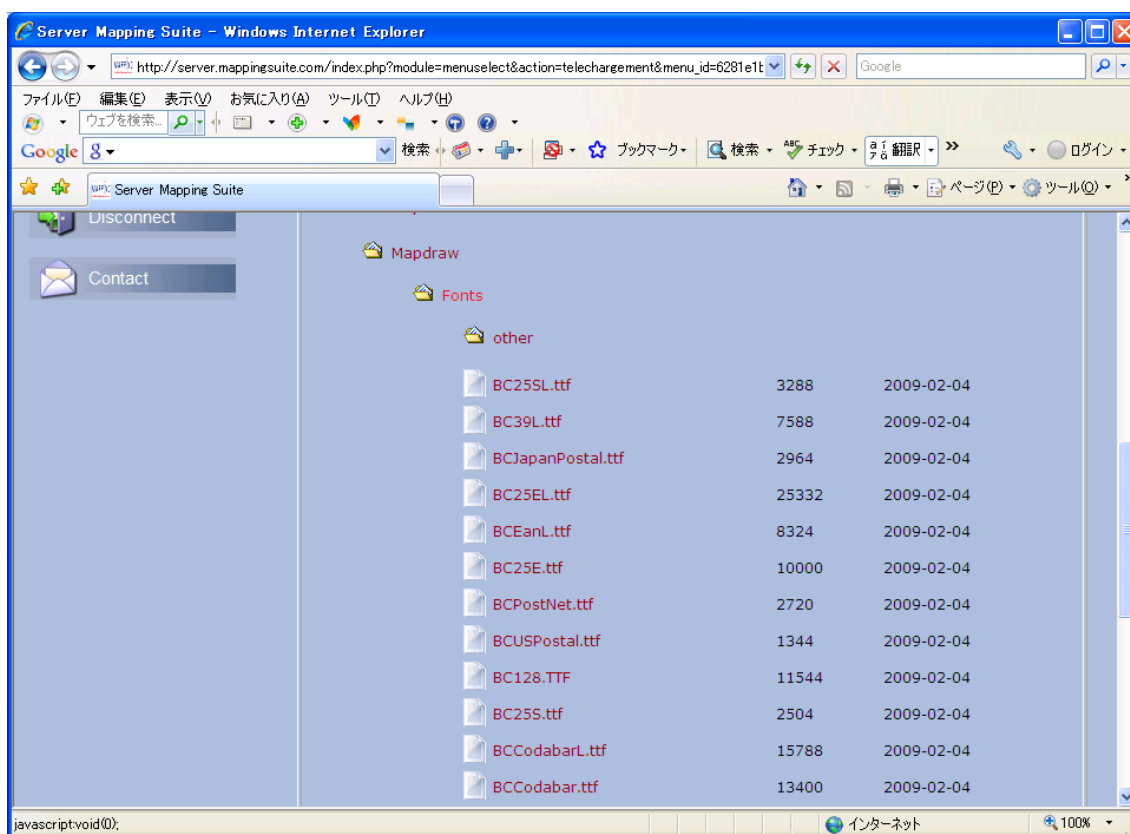 Server Mapping Suite - Windows Internet Explorer
http://server.mappingsuite.com/index.php?module=menuselect&action=telechargement&menu_id=6281e1b
Google
ファイル(F) 編集(E) 表示(V) お気に入り(A) ツール(T) ヘルプ(H)
ウェブを検索...
Google 検索 ブックマーク 検索 チェック 翻訳 ログイン
Server Mapping Suite ページ(P) ツール(O)
Disconnect
Contact
Mapdraw
Fonts
other
BC25SL.ttf 3288 2009-02-04
BC39L.ttf 7588 2009-02-04
BCJapanPostal.ttf 2964 2009-02-04
BC25EL.ttf 25332 2009-02-04
BCEanL.ttf 8324 2009-02-04
BC25E.ttf 10000 2009-02-04
BCPostNet.ttf 2720 2009-02-04
BCUSPostal.ttf 1344 2009-02-04
BC128.TTF 11544 2009-02-04
BC25S.ttf 2504 2009-02-04
BCCodabarL.ttf 15788 2009-02-04
BCCodabar.ttf 13400 2009-02-04
javascript:void(0); インターネット 100%